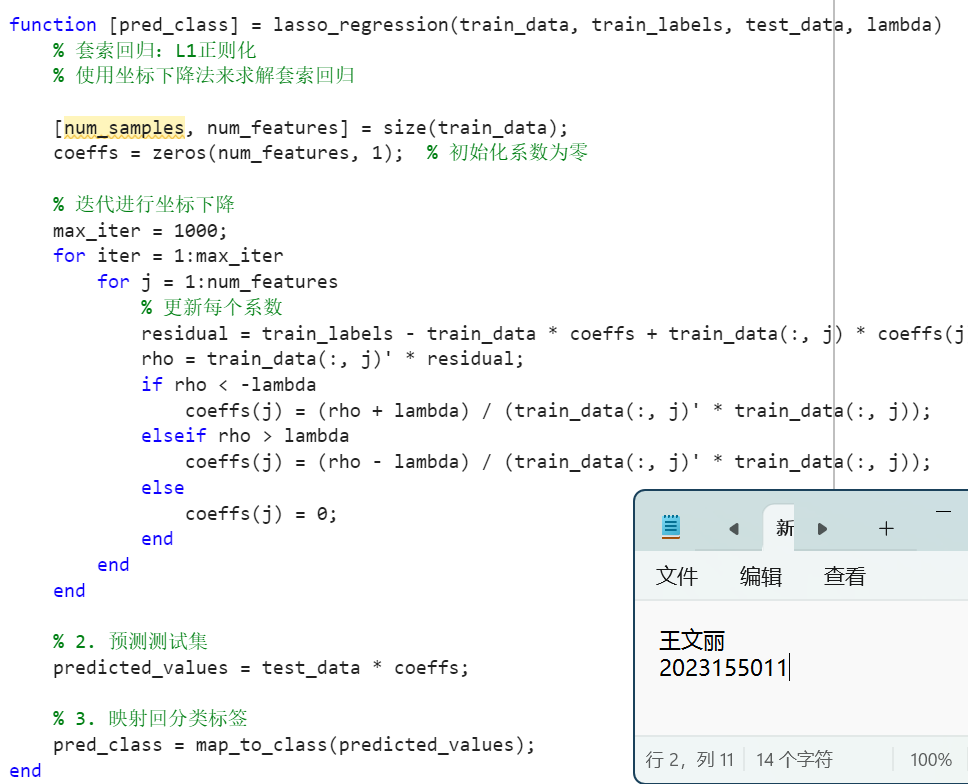 function [pred_class] = lasso_regression(train_data, train_labels, test_data, lambda)
% 套索回归：L1正则化
% 使用坐标下降法来求解套索回归
[num_samples, num_features] = size(train_data);
coeffs = zeros(num_features, 1);  % 初始化系数为零
% 迭代进行坐标下降
max_iter = 1000;
for iter = 1:max_iter
for j = 1:num_features
% 更新每个系数
residual = train_labels - train_data * coeffs + train_data(:, j) * coeffs(j
rho = train_data(:, j)' * residual;
if rho < -lambda
coeffs(j) = (rho + lambda) / (train_data(:, j)' * train_data(:, j));
elseif rho > lambda
coeffs(j) = (rho - lambda) / (train_data(:, j)' * train_data(:, j));
else
coeffs(j) = 0;
end
end
end
% 2. 预测测试集
predicted_values = test_data * coeffs;
% 3. 映射回分类标签
pred_class = map_to_class(predicted_values);
end
新
文件 编辑 查看
王文丽
2023155011
行 2，列 11 14 个字符 100%